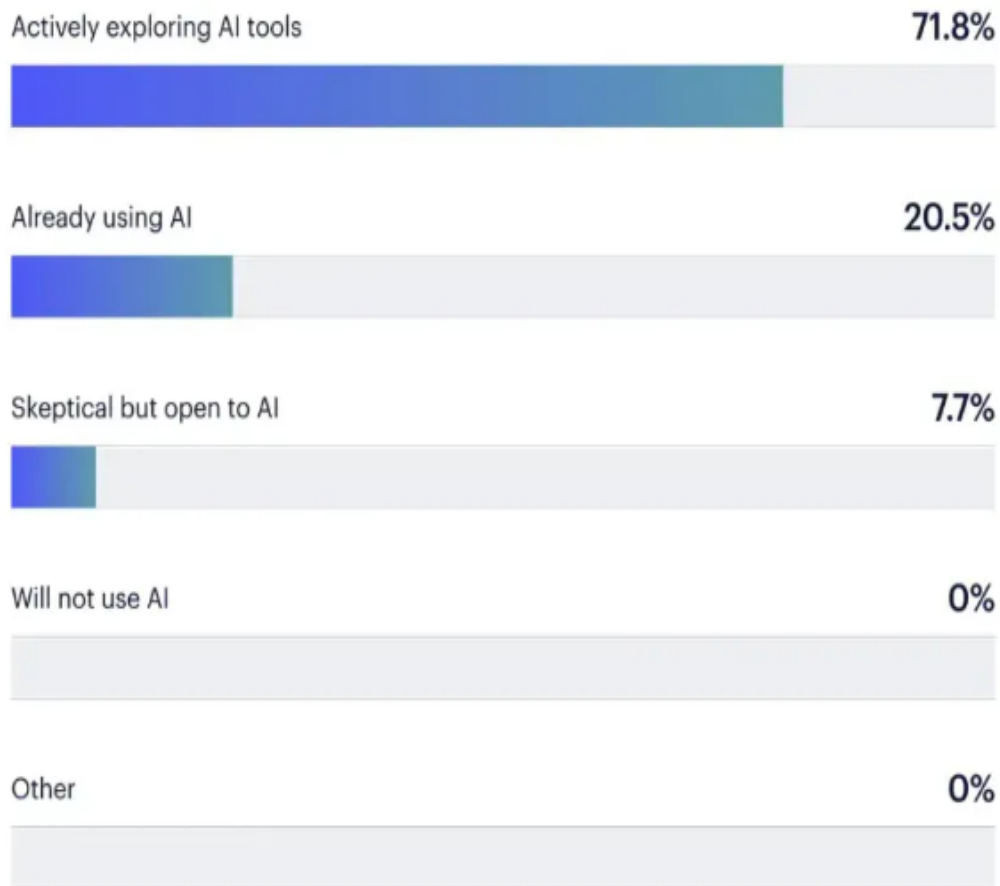 Actively exploring AI tools 71.8%
Already using AI 20.5%
Skeptical but open to AI 7.7%
Will not use AI 0%
Other 0%